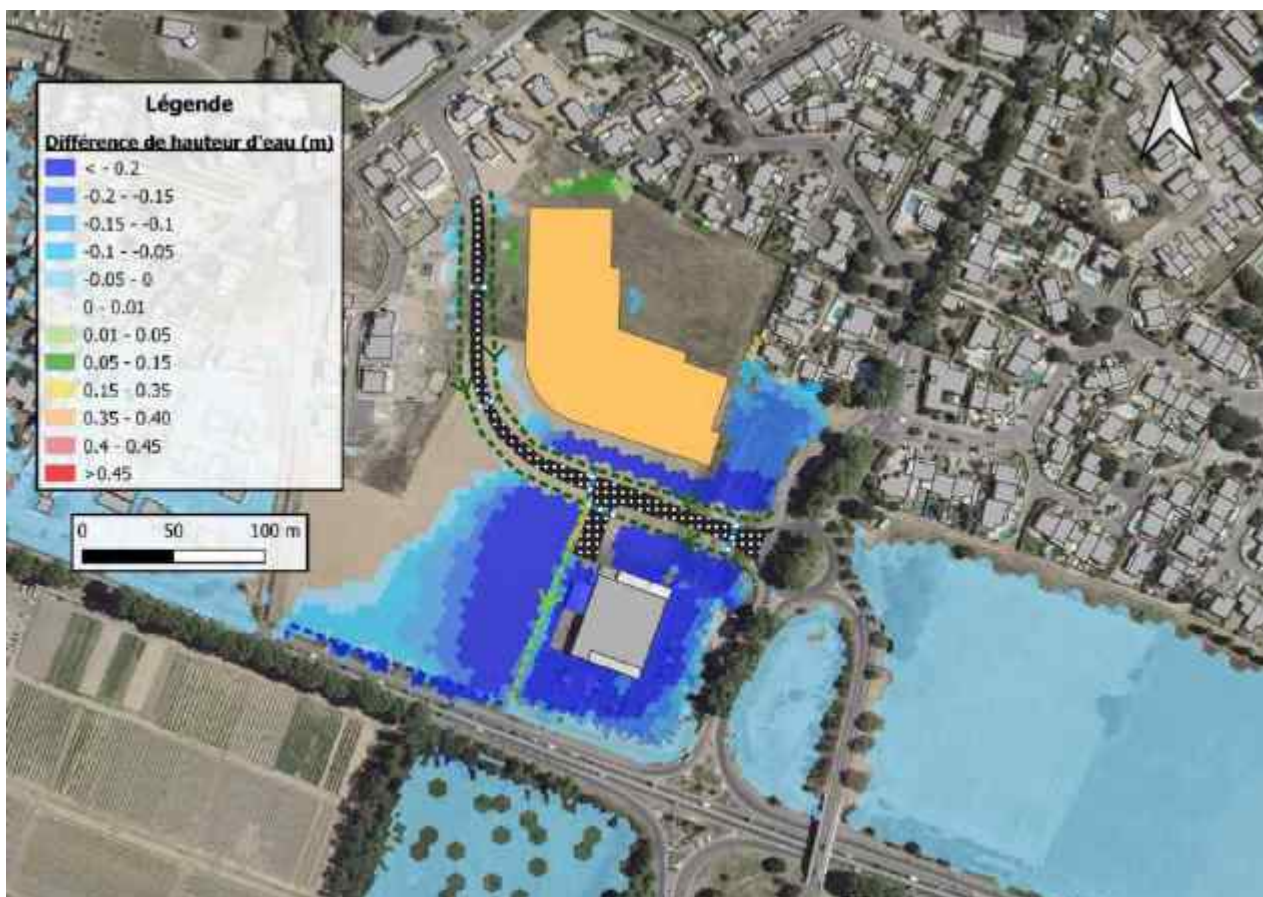 Légende
Différence de hauteur d'eau (m)
< - 0.2
-0.2 - -0.15
-0.15 - -0.1
-0.1 - -0.05
-0.05 - 0
0 - 0.01
0.01 - 0.05
0.05 - 0.15
0.15 - 0.35
0.35 - 0.40
0.4 - 0.45
>0.45
0 50 100 m